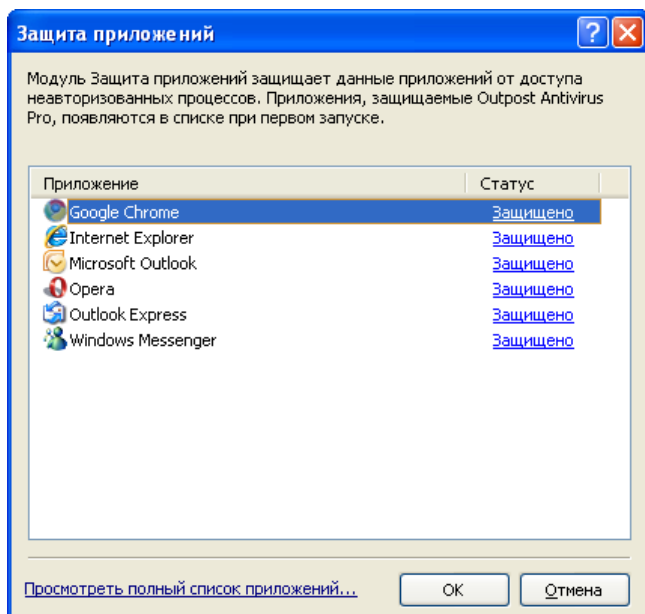 Защита приложений
Модуль Защита приложений защищает данные приложений от доступа
неавторизованных процессов. Приложения, защищаемые Outpost Antivirus
Pro, появляются в списке при первом запуске.
Приложение Статус
Google Chrome Защищено
Internet Explorer Защищено
Microsoft Outlook Защищено
Opera Защищено
Outlook Express Защищено
Windows Messenger Защищено
Просмотреть полный список приложений... ОК Отмена